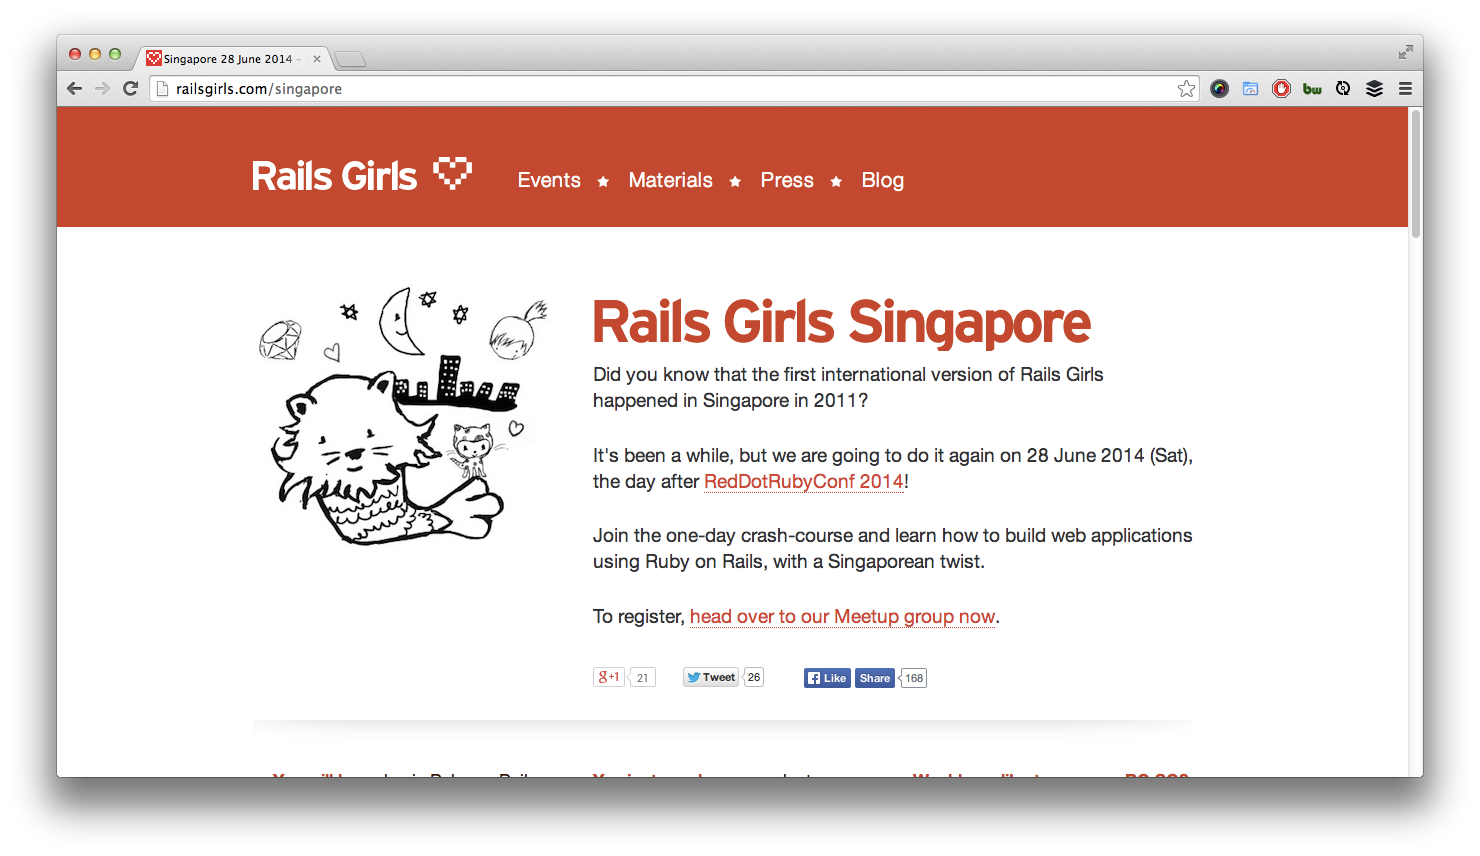 Singapore 28 June 2014 -
railsgirls.com/singapore
bw
Rails Girls
Events ★ Materials ★ Press ★ Blog
Rails Girls Singapore
Did you know that the first international version of Rails Girls
happened in Singapore in 2011?
It's been a while, but we are going to do it again on 28 June 2014 (Sat),
the day after RedDotRubyConf 2014!
Join the one-day crash-course and learn how to build web applications
using Ruby on Rails, with a Singaporean twist.
To register, head over to our Meetup group now.
g+1 21 Tweet 26 Like Share 168